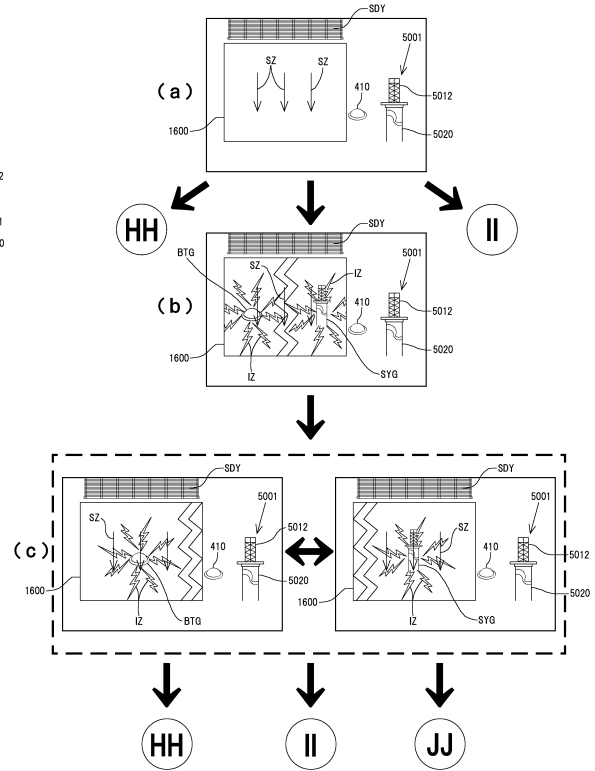 SDY
5001
SZ SZ
410
(a)
5012
1600
5020
2
1
0
HH
II
SDY
BTG
SZ
IZ
5001
410
(b)
5012
1600
5020
IZ
SYG
SDY
SDY
SZ
5001
5012
SZ
5001
410
410
(c)
5012
1600
5020
5020
1600
IZ
BTG
IZ
SYG
HH
II
JJ